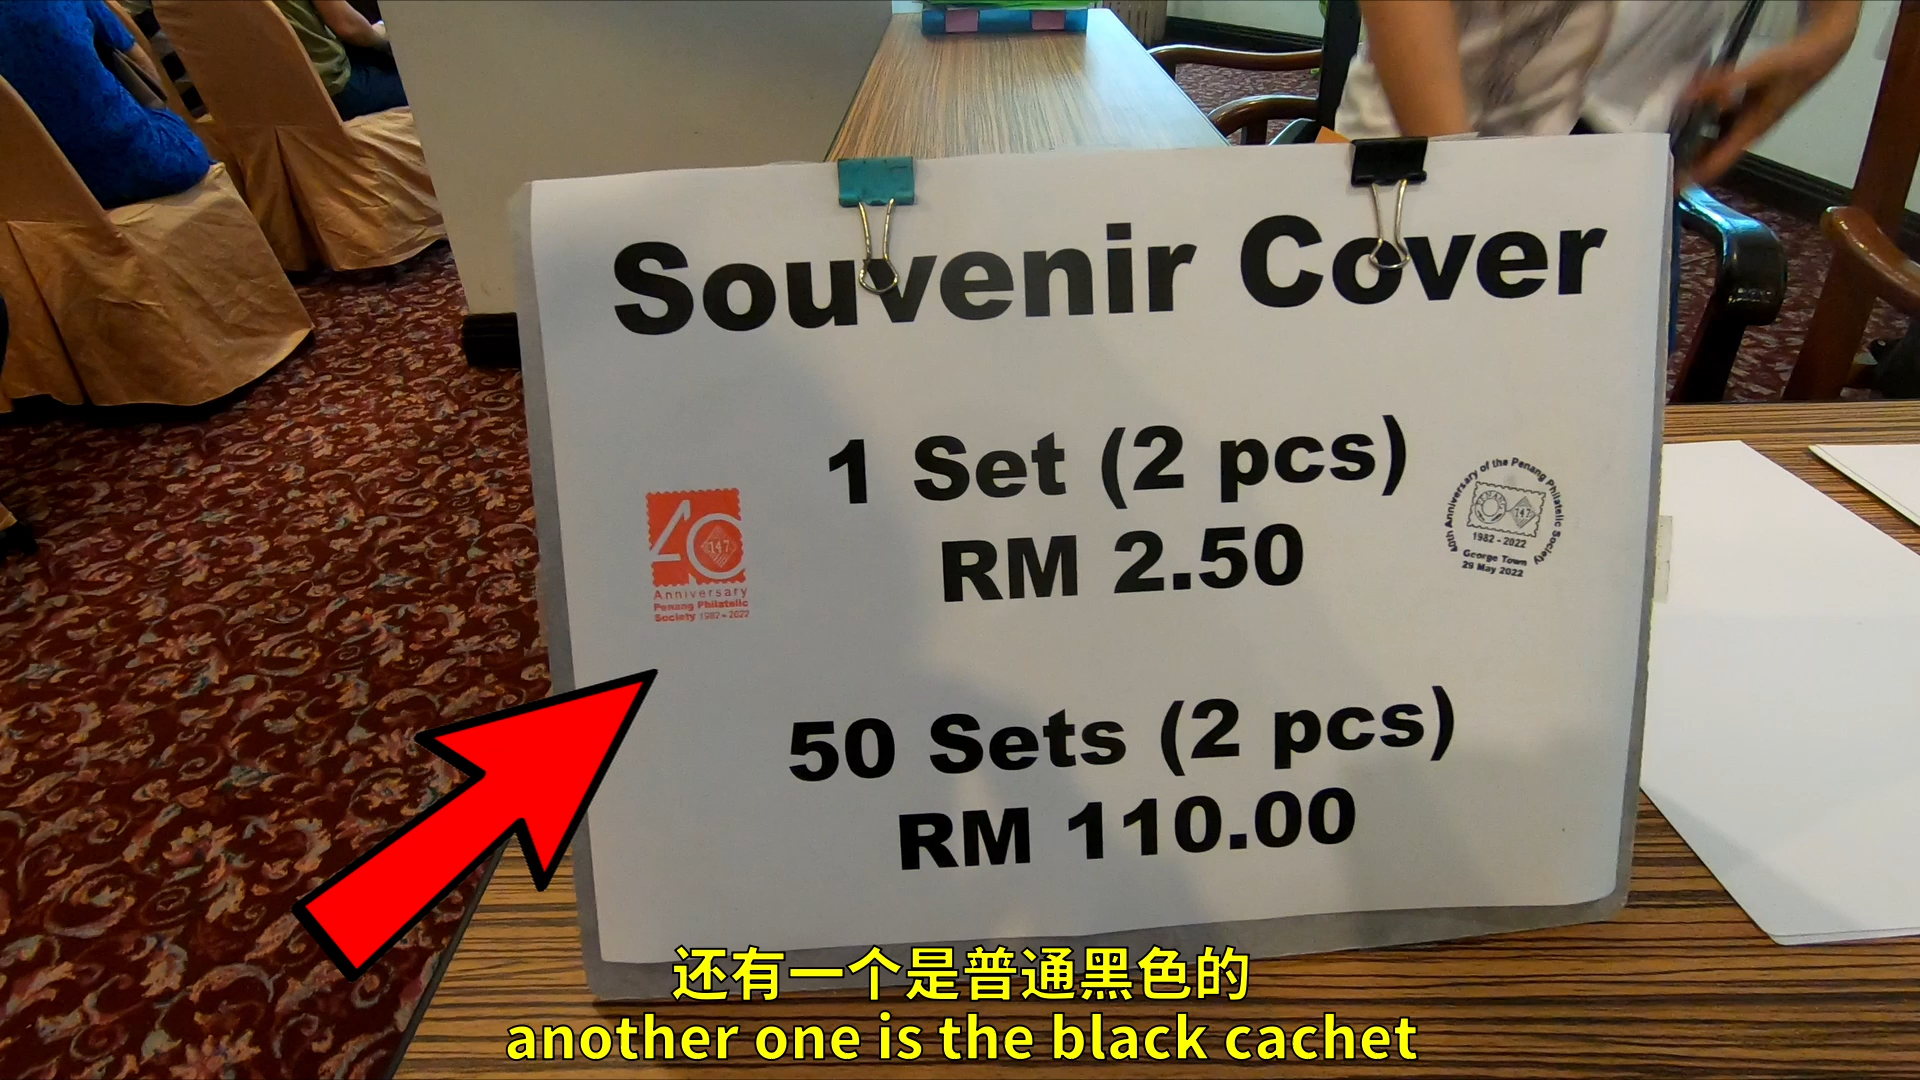 Souvenir Cover
1 Set (2 pcs)
RM 2.50
40
147
Anniversary
Penang Philatelic
Society 1982 - 2022
40th Anniversary of the Penang Philatelic Society
147
1982 - 2022
George Town
29 May 2022
50 Sets (2 pcs)
RM 110.00
还有一个是普通黑色的
another one is the black cachet